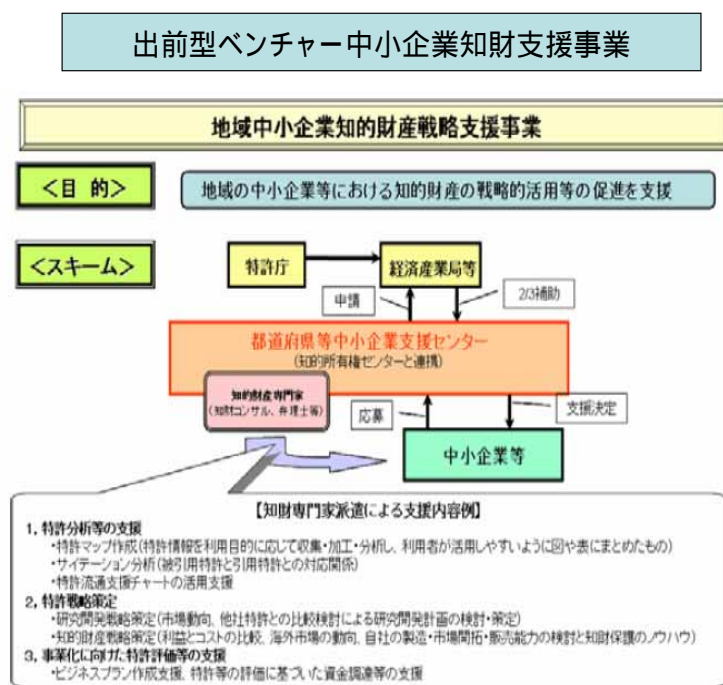 出前型ベンチャー中小企業知財支援事業
地域中小企業知的財産戦略支援事業
＜目 的＞
地域の中小企業等における知的財産の戦略的活用等の促進を支援
＜スキーム＞
特許庁
経済産業局等
申請
2/3補助
都道府県等中小企業支援センター
(知的所有権センターと連携)
知的財産専門家
(知財コンサル、弁理士等)
応募
支援決定
中小企業等
【知財専門家派遣による支援内容例】
1. 特許分析等の支援
・特許マップ作成(特許情報を利用目的に応じて収集・加工・分析し、利用者が活用しやすいように図や表にまとめたもの)
・サイテーション分析(被引用特許と引用特許との対応関係)
・特許流通支援チャートの活用支援
2. 特許戦略策定
・研究開発戦略策定(市場動向、他社特許との比較検討による研究開発計画の検討・策定)
・知的財産戦略策定(利益とコストの比較、海外市場の動向、自社の製造・市場開拓・販売能力の検討と知財保護のノウハウ)
3. 事業化に向けた特許評価等の支援
・ビジネスプラン作成支援、特許等の評価に基づいた資金調達等の支援